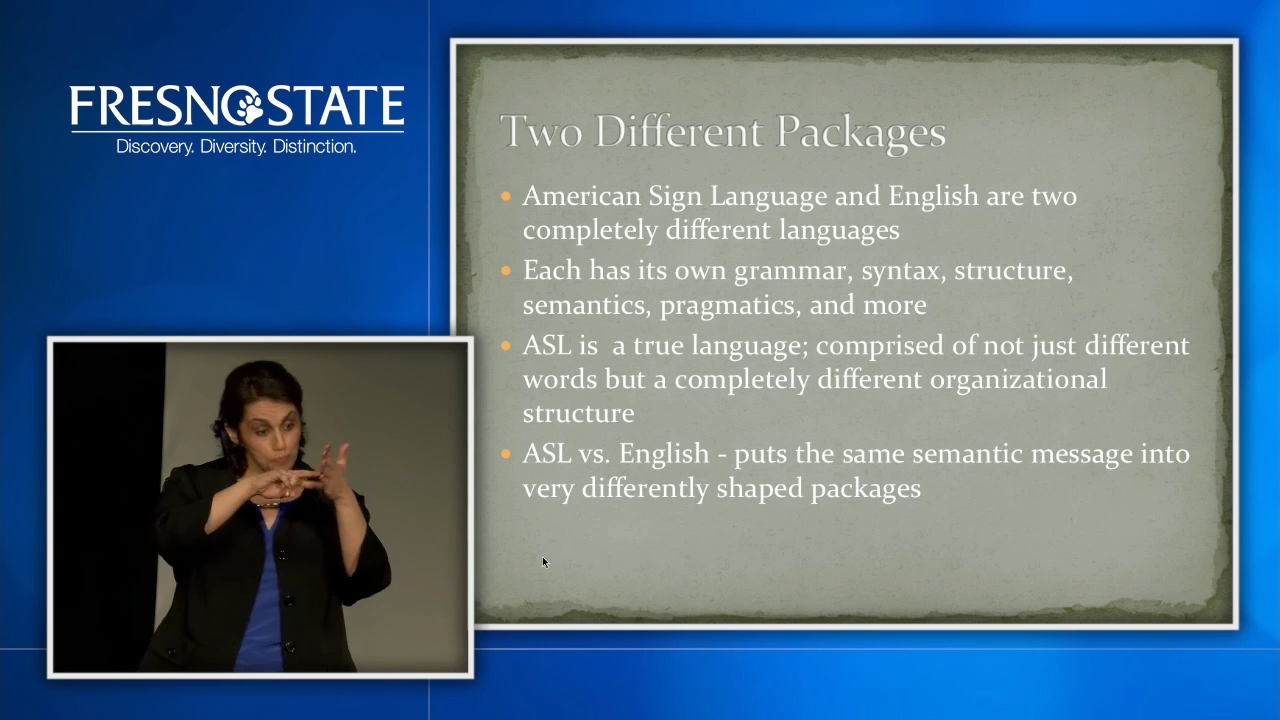 FRESNO STATE
Discovery. Diversity. Distinction.
Two Different Packages
• American Sign Language and English are two
completely different languages
• Each has its own grammar, syntax, structure,
semantics, pragmatics, and more
• ASL is  a true language; comprised of not just different
words but a completely different organizational
structure
• ASL vs. English - puts the same semantic message into
very differently shaped packages